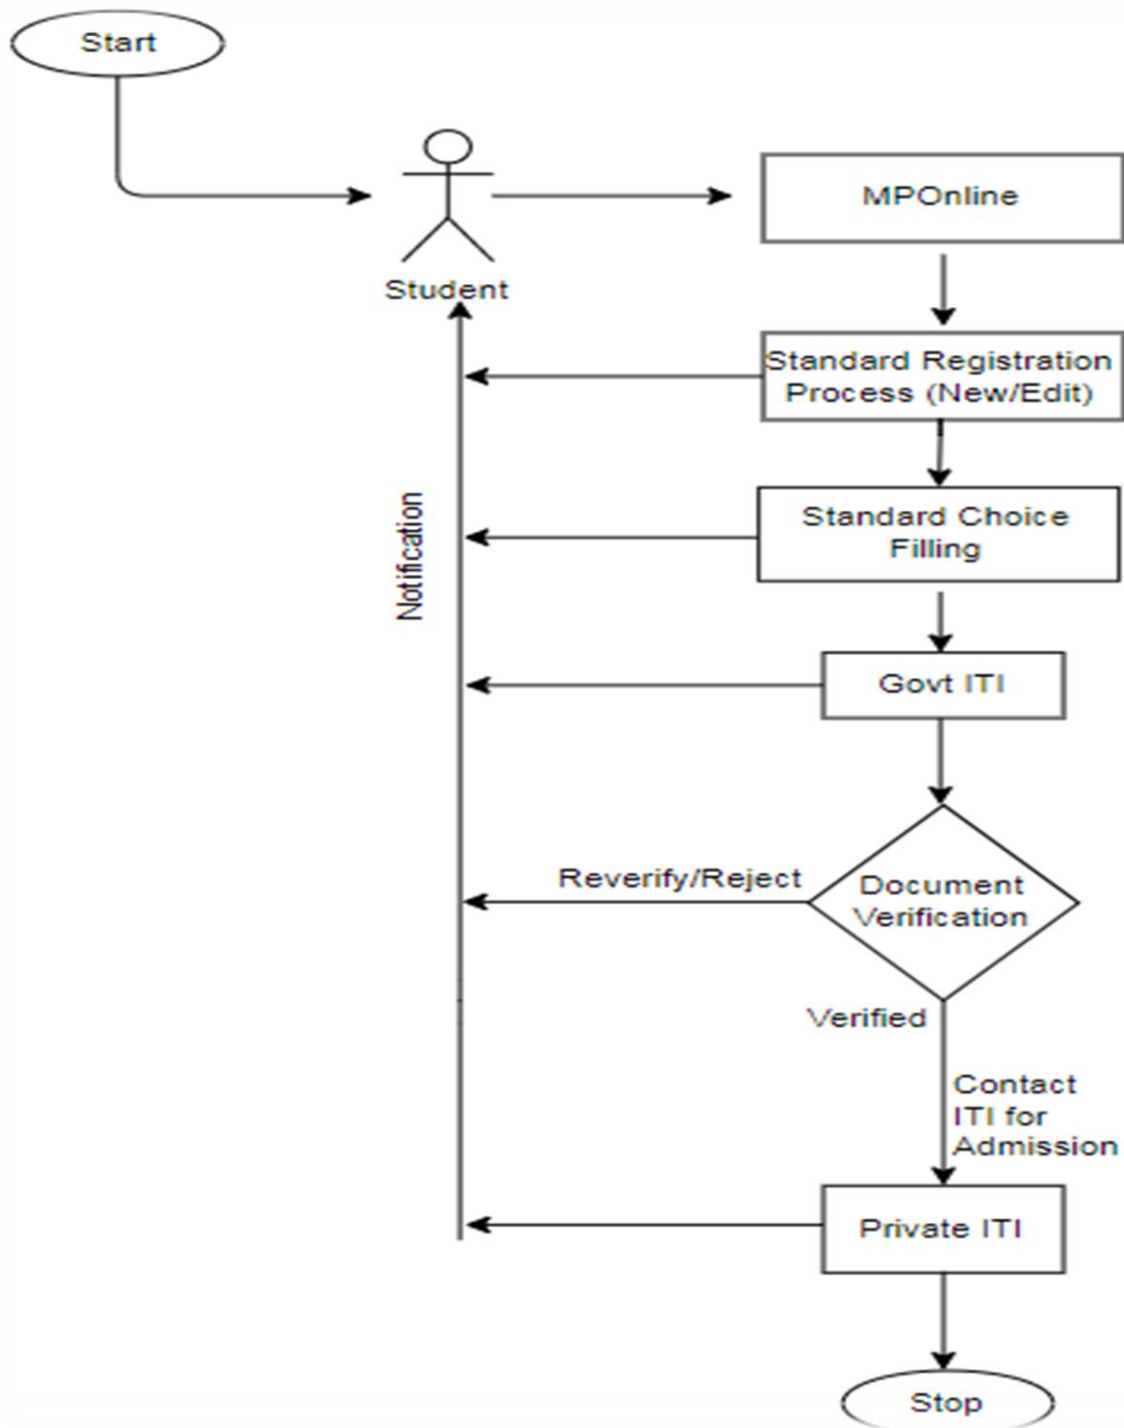 Start
MPOnline
Student
Standard Registration
Process (New/Edit)
Standard Choice
Filling
Notification
Govt ITI
Reverify/Reject
Document
Verification
Verified
Contact
ITI for
Admission
Private ITI
Stop